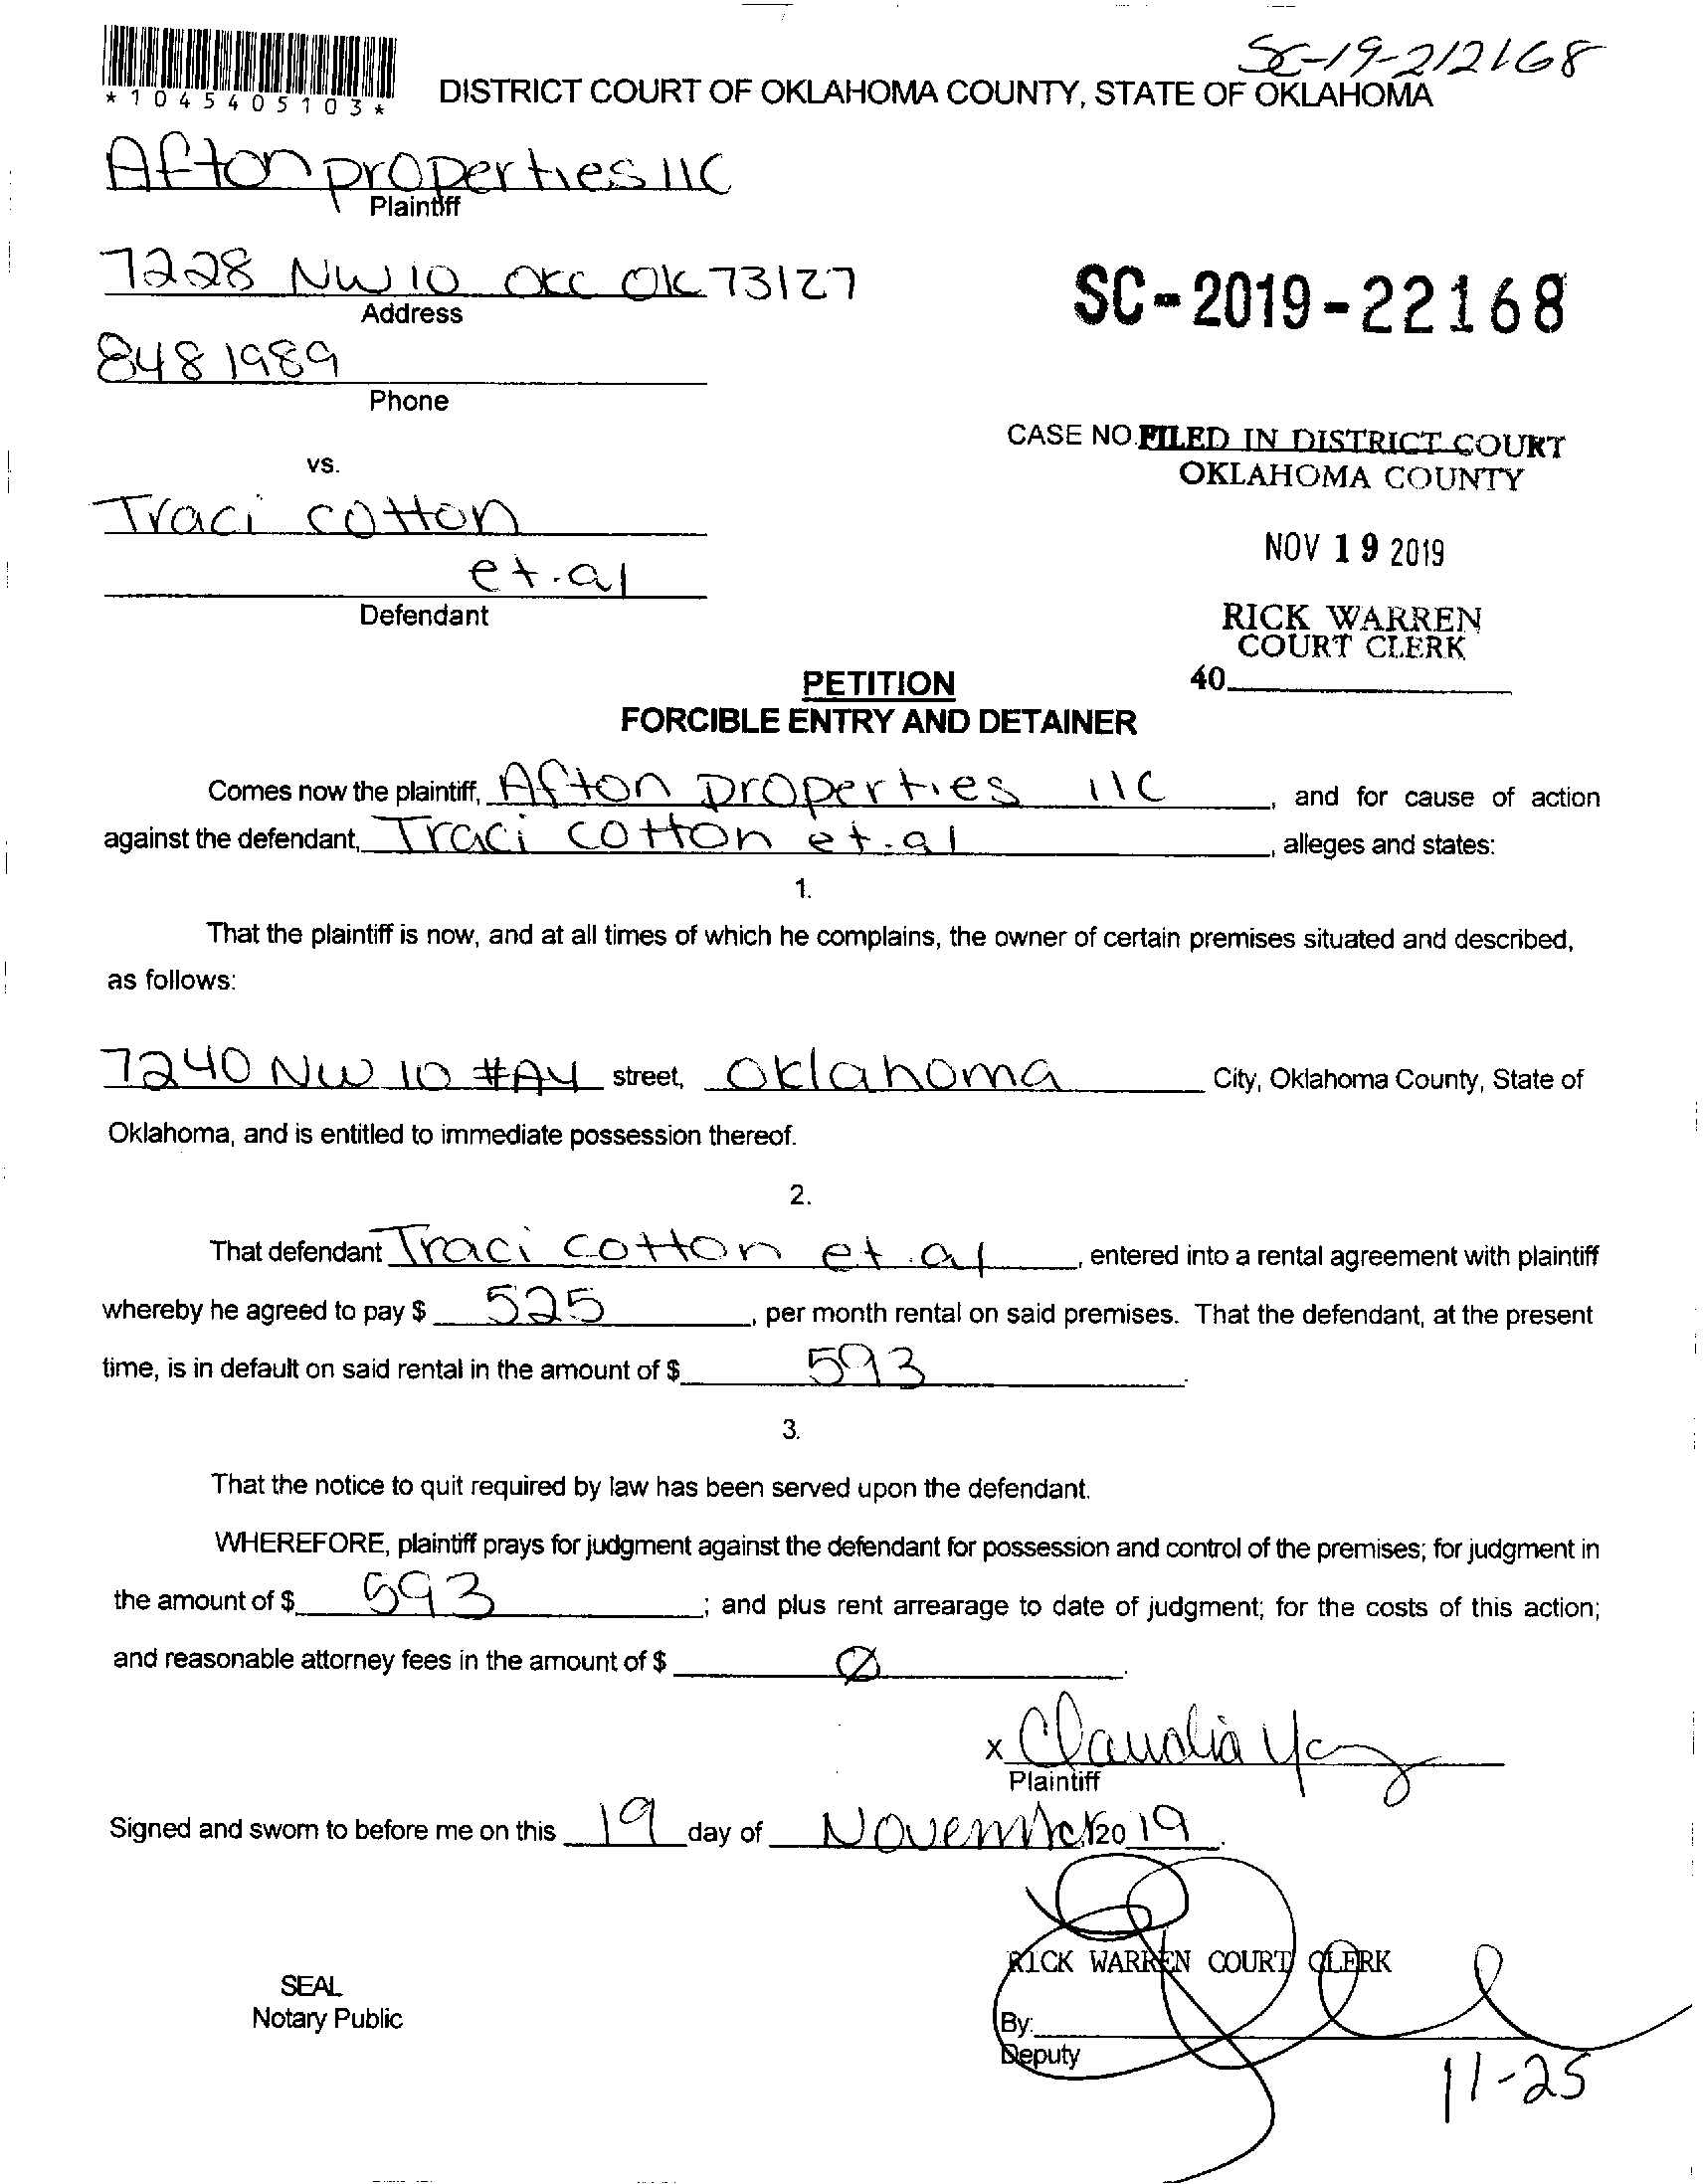 SC-19-212168
*1045405103*
DISTRICT COURT OF OKLAHOMA COUNTY, STATE OF OKLAHOMA
Afton properties llC
Plaintiff
7228 NW 10 OKC OK 73127
Address
SC-2019-22168
848 1989
Phone
CASE NO. FILED IN DISTRICT COURT
OKLAHOMA COUNTY
vs.
Traci cotton
NOV 19 2019
et.al
Defendant
RICK WARREN
COURT CLERK
40
PETITION
FORCIBLE ENTRY AND DETAINER
Comes now the plaintiff, Afton properties llC, and for cause of action
against the defendant, Traci cotton et.al, alleges and states:
1.
That the plaintiff is now, and at all times of which he complains, the owner of certain premises situated and described,
as follows:
7240 NW 10 #A4 street, Oklahoma City, Oklahoma County, State of
Oklahoma, and is entitled to immediate possession thereof.
2.
That defendant Traci cotton et.al, entered into a rental agreement with plaintiff
whereby he agreed to pay $ 525, per month rental on said premises. That the defendant, at the present
time, is in default on said rental in the amount of $ 593.
3.
That the notice to quit required by law has been served upon the defendant.
WHEREFORE, plaintiff prays for judgment against the defendant for possession and control of the premises; for judgment in
the amount of $ 593; and plus rent arrearage to date of judgment; for the costs of this action;
and reasonable attorney fees in the amount of $ Ø.
x Claudia
Plaintiff
Signed and sworn to before me on this 19 day of November, 20 19.
RICK WARREN COURT CLERK
SEAL
Notary Public
By:
Deputy
11-25